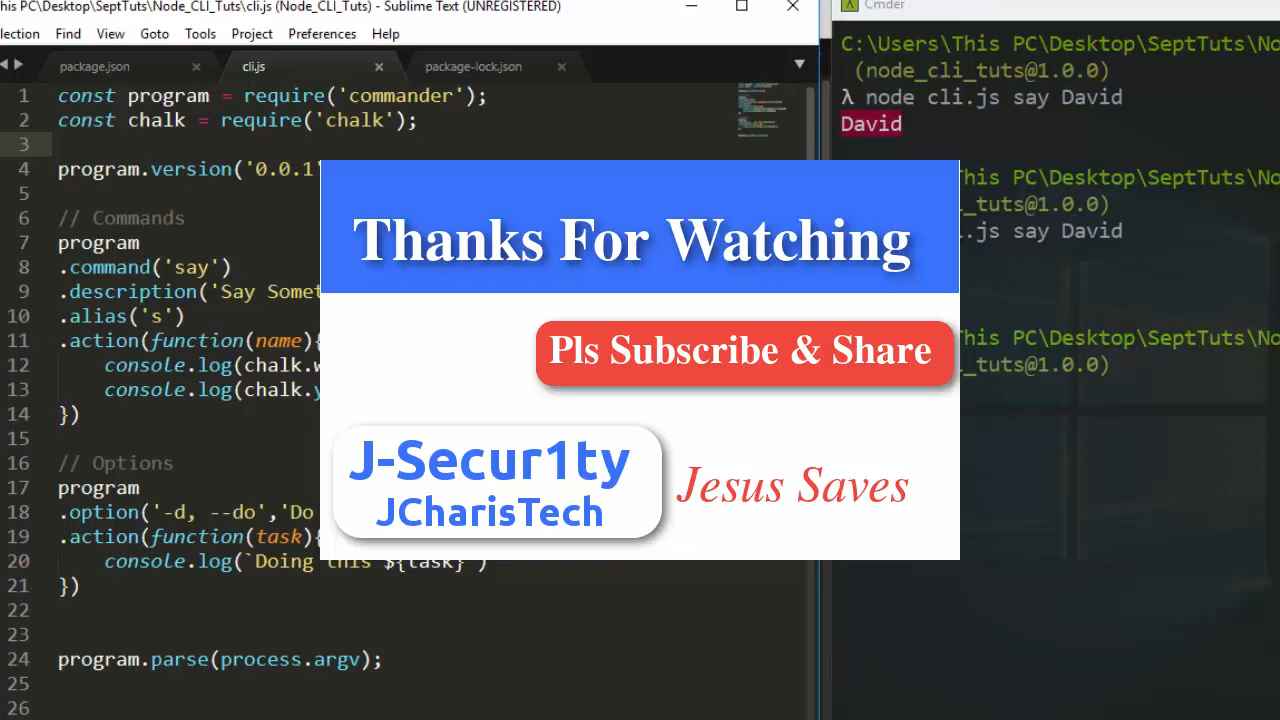 his PC\Desktop\SeptTuts\Node_CLI_Tuts\cli.js (Node_CLI_Tuts) - Sublime Text (UNREGISTERED)
lection Find View Goto Tools Project Preferences Help
package.json cli.js package-lock.json
1 const program = require('commander');
2 const chalk = require('chalk');
3
4 program.version('0.0.1'
5
6 // Commands
7 program
8 .command('say')
9 .description('Say Somet
10 .alias('s')
11 .action(function(name){
12 console.log(chalk.w
13 console.log(chalk.y
14 })
15
16 // Options
17 program
18 .option('-d, --do','Do
19 .action(function(task){
20 console.log(`Doing this ${task}`)
21 })
22
23
24 program.parse(process.argv);
25
26
Thanks For Watching
Pls Subscribe & Share
J-Secur1ty
JCharisTech
Jesus Saves
Cmder
C:\Users\This PC\Desktop\SeptTuts\No
(node_cli_tuts@1.0.0)
λ node cli.js say David
David
This PC\Desktop\SeptTuts\No
i_tuts@1.0.0)
.js say David
This PC\Desktop\SeptTuts\No
i_tuts@1.0.0)